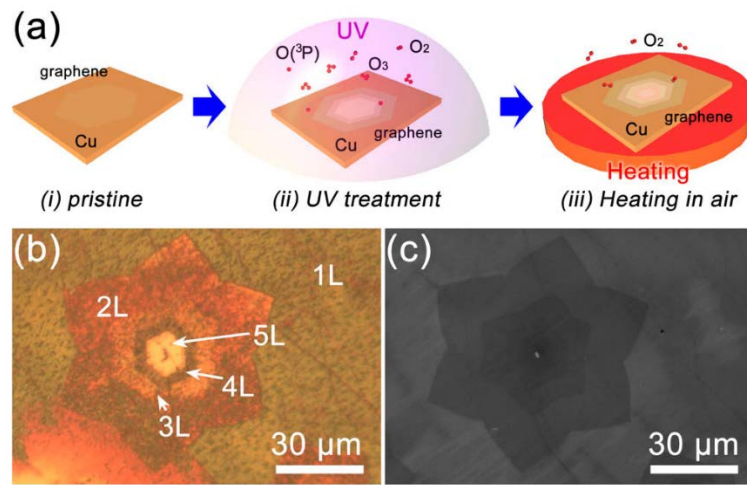 (a)
graphene
Cu
(i) pristine
UV
O(³P)
O₂
O₃
Cu
graphene
(ii) UV treatment
O₂
Cu
graphene
Heating
(iii) Heating in air
(b)
1L
2L
5L
4L
3L
30 μm
(c)
30 μm